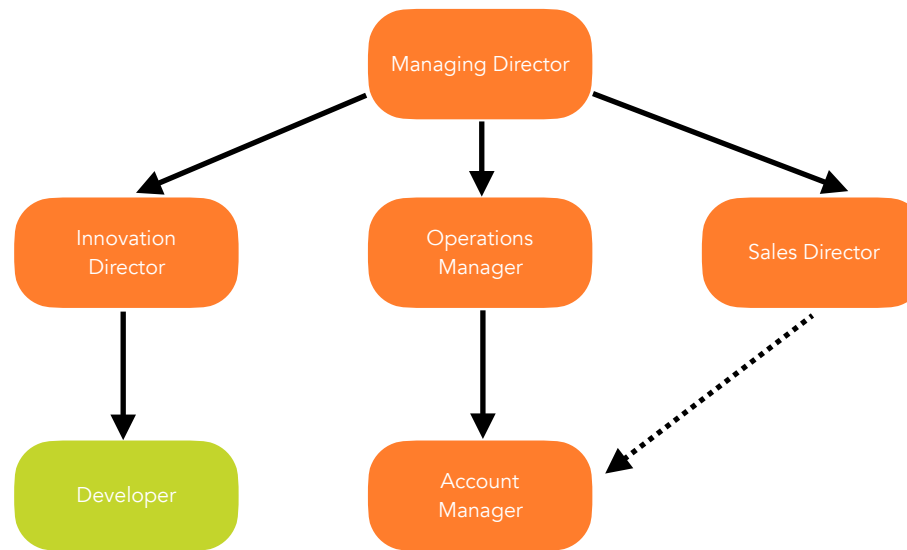 Managing Director
Innovation
Director
Operations
Manager
Sales Director
Developer
Account
Manager